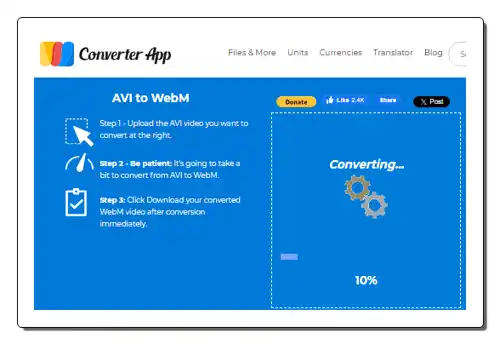 Converter App
Files & More Units Currencies Translator Blog
AVI to WebM
Donate
Like 2.4K Share
X Post
Step 1 - Upload the AVI video you want to
convert at the right.
Step 2 - Be patient: It's going to take a
bit to convert from AVI to WebM.
Step 3: Click Download your converted
WebM video after conversion
immediately.
Converting...
10%